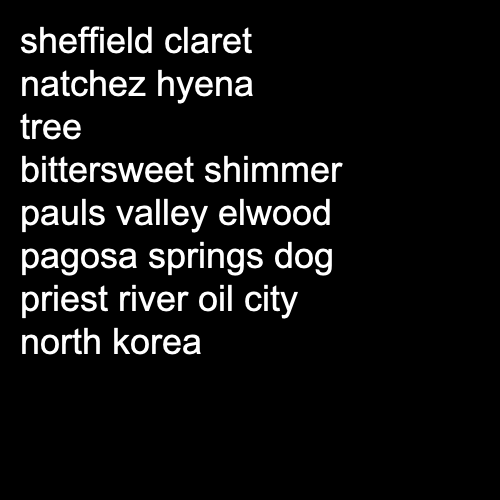 sheffield claret
natchez hyena
tree
bittersweet shimmer
pauls valley elwood
pagosa springs dog
priest river oil city
north korea